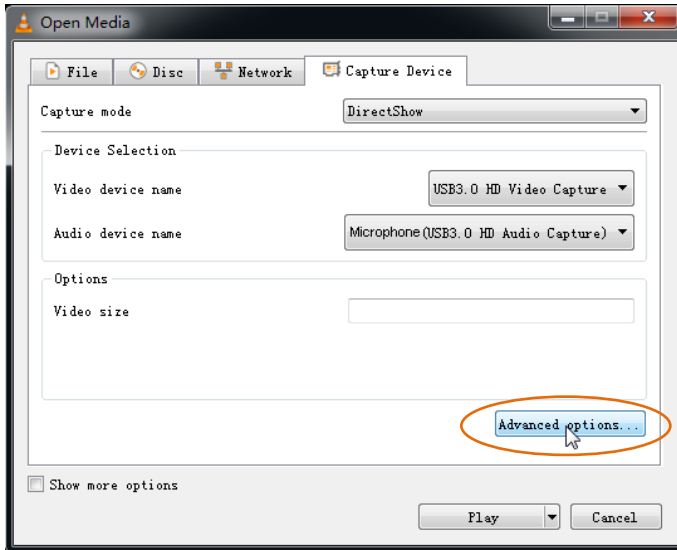 Open Media
File Disc Network Capture Device
Capture mode DirectShow
Device Selection
Video device name USB3.0 HD Video Capture
Audio device name Microphone (USB3.0 HD Audio Capture)
Options
Video size
Advanced options...
Show more options
Play Cancel